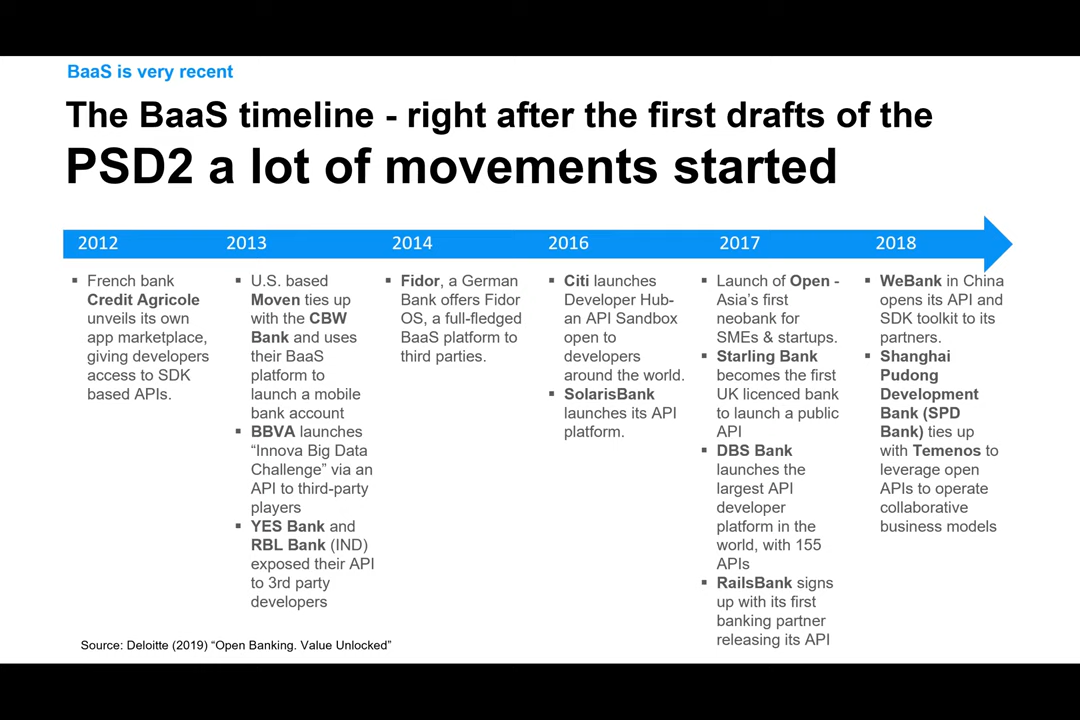 BaaS is very recent
The BaaS timeline - right after the first drafts of the
PSD2 a lot of movements started
2012
2013
2014
2016
2017
2018
▪ French bank
Credit Agricole
unveils its own
app marketplace,
giving developers
access to SDK
based APIs.
▪ U.S. based
Moven ties up
with the CBW
Bank and uses
their BaaS
platform to
launch a mobile
bank account
▪ BBVA launches
“Innova Big Data
Challenge” via an
API to third-party
players
▪ YES Bank and
RBL Bank (IND)
exposed their API
to 3rd party
developers
▪ Fidor, a German
Bank offers Fidor
OS, a full-fledged
BaaS platform to
third parties.
▪ Citi launches
Developer Hub-
an API Sandbox
open to
developers
around the world.
▪ SolarisBank
launches its API
platform.
▪ Launch of Open -
Asia’s first
neobank for
SMEs & startups.
▪ Starling Bank
becomes the first
UK licenced bank
to launch a public
API
▪ DBS Bank
launches the
largest API
developer
platform in the
world, with 155
APIs
▪ RailsBank signs
up with its first
banking partner
releasing its API
▪ WeBank in China
opens its API and
SDK toolkit to its
partners.
▪ Shanghai
Pudong
Development
Bank (SPD
Bank) ties up
with Temenos to
leverage open
APIs to operate
collaborative
business models
Source: Deloitte (2019) “Open Banking. Value Unlocked”